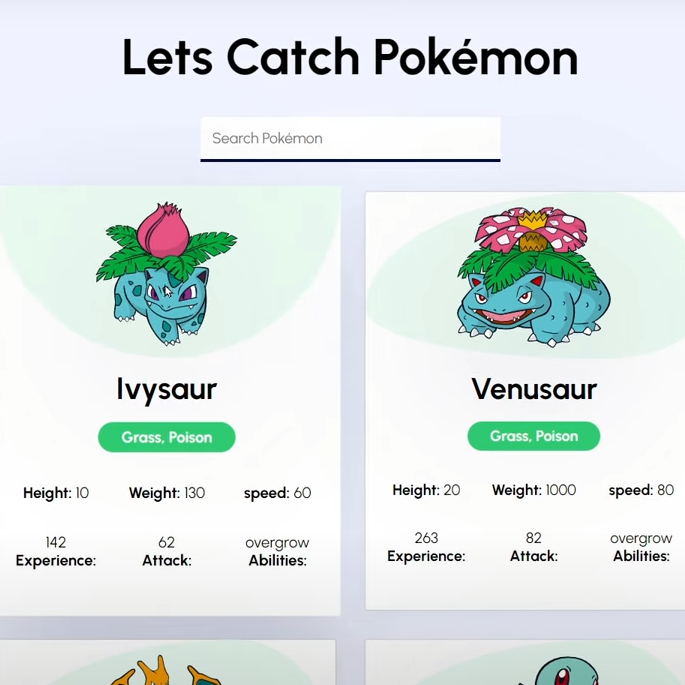 Lets Catch Pokémon
Search Pokémon
Ivysaur
Grass, Poison
Height: 10 Weight: 130 speed: 60
142 62 overgrow
Experience: Attack: Abilities:
Venusaur
Grass, Poison
Height: 20 Weight: 1000 speed: 80
263 82 overgrow
Experience: Attack: Abilities: